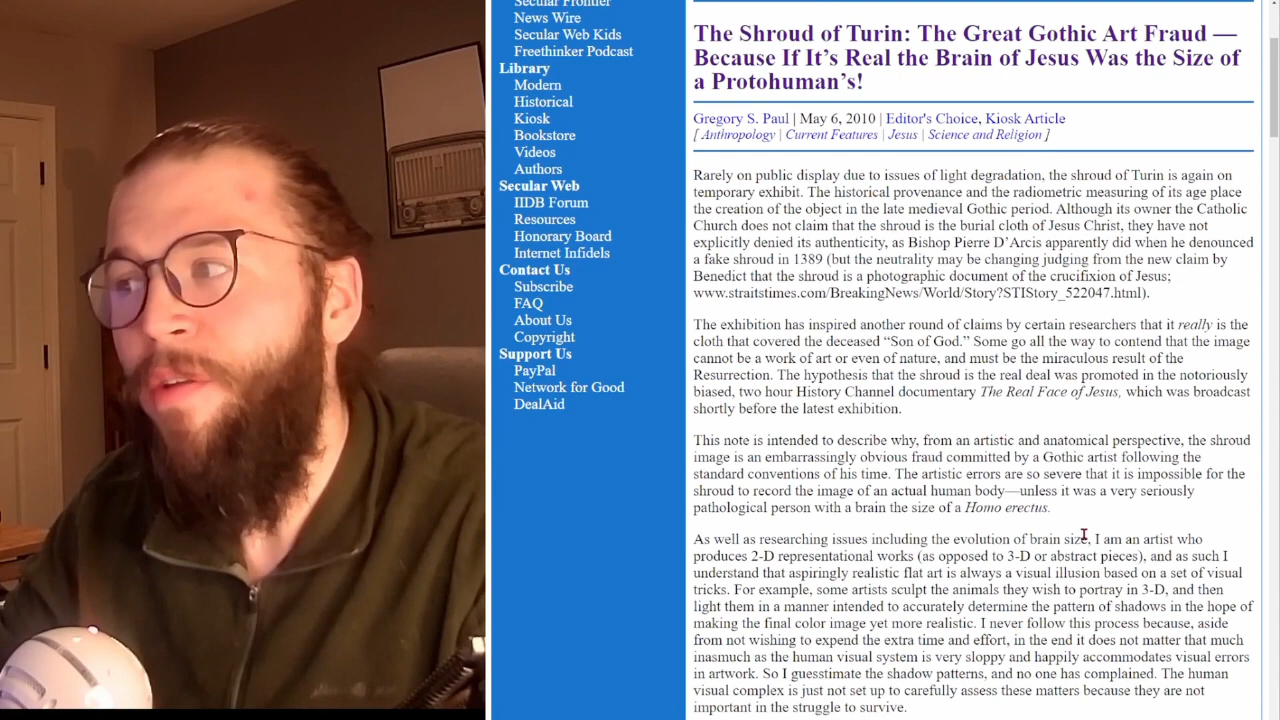 Secular Frontier
News Wire
Secular Web Kids
Freethinker Podcast
Library
Modern
Historical
Kiosk
Bookstore
Videos
Authors
Secular Web
IIDB Forum
Resources
Honorary Board
Internet Infidels
Contact Us
Subscribe
FAQ
About Us
Copyright
Support Us
PayPal
Network for Good
DealAid
The Shroud of Turin: The Great Gothic Art Fraud —
Because If It’s Real the Brain of Jesus Was the Size of
a Protohuman’s!
Gregory S. Paul | May 6, 2010 | Editor's Choice, Kiosk Article
[ Anthropology | Current Features | Jesus | Science and Religion ]
Rarely on public display due to issues of light degradation, the shroud of Turin is again on
temporary exhibit. The historical provenance and the radiometric measuring of its age place
the creation of the object in the late medieval Gothic period. Although its owner the Catholic
Church does not claim that the shroud is the burial cloth of Jesus Christ, they have not
explicitly denied its authenticity, as Bishop Pierre D’Arcis apparently did when he denounced
a fake shroud in 1389 (but the neutrality may be changing judging from the new claim by
Benedict that the shroud is a photographic document of the crucifixion of Jesus;
www.straitstimes.com/BreakingNews/World/Story?STIStory_522047.html).
The exhibition has inspired another round of claims by certain researchers that it really is the
cloth that covered the deceased “Son of God.” Some go all the way to contend that the image
cannot be a work of art or even of nature, and must be the miraculous result of the
Resurrection. The hypothesis that the shroud is the real deal was promoted in the notoriously
biased, two hour History Channel documentary The Real Face of Jesus, which was broadcast
shortly before the latest exhibition.
This note is intended to describe why, from an artistic and anatomical perspective, the shroud
image is an embarrassingly obvious fraud committed by a Gothic artist following the
standard conventions of his time. The artistic errors are so severe that it is impossible for the
shroud to record the image of an actual human body—unless it was a very seriously
pathological person with a brain the size of a Homo erectus.
As well as researching issues including the evolution of brain size, I am an artist who
produces 2-D representational works (as opposed to 3-D or abstract pieces), and as such I
understand that aspiringly realistic flat art is always a visual illusion based on a set of visual
tricks. For example, some artists sculpt the animals they wish to portray in 3-D, and then
light them in a manner intended to accurately determine the pattern of shadows in the hope of
making the final color image yet more realistic. I never follow this process because, aside
from not wishing to expend the extra time and effort, in the end it does not matter that much
inasmuch as the human visual system is very sloppy and happily accommodates visual errors
in artwork. So I guesstimate the shadow patterns, and no one has complained. The human
visual complex is just not set up to carefully assess these matters because they are not
important in the struggle to survive.